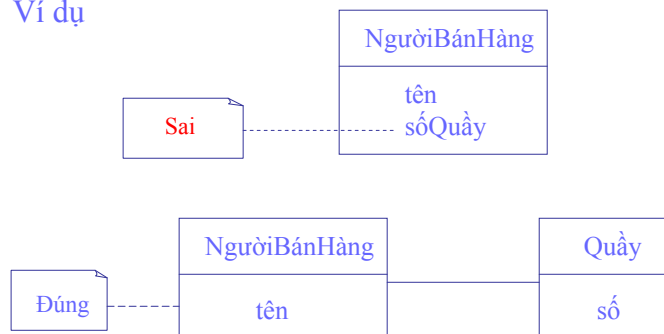 Ví dụ
NgườiBánHàng
tên
sốQuầy
Sai
NgườiBánHàng
tên
Quầy
số
Đúng